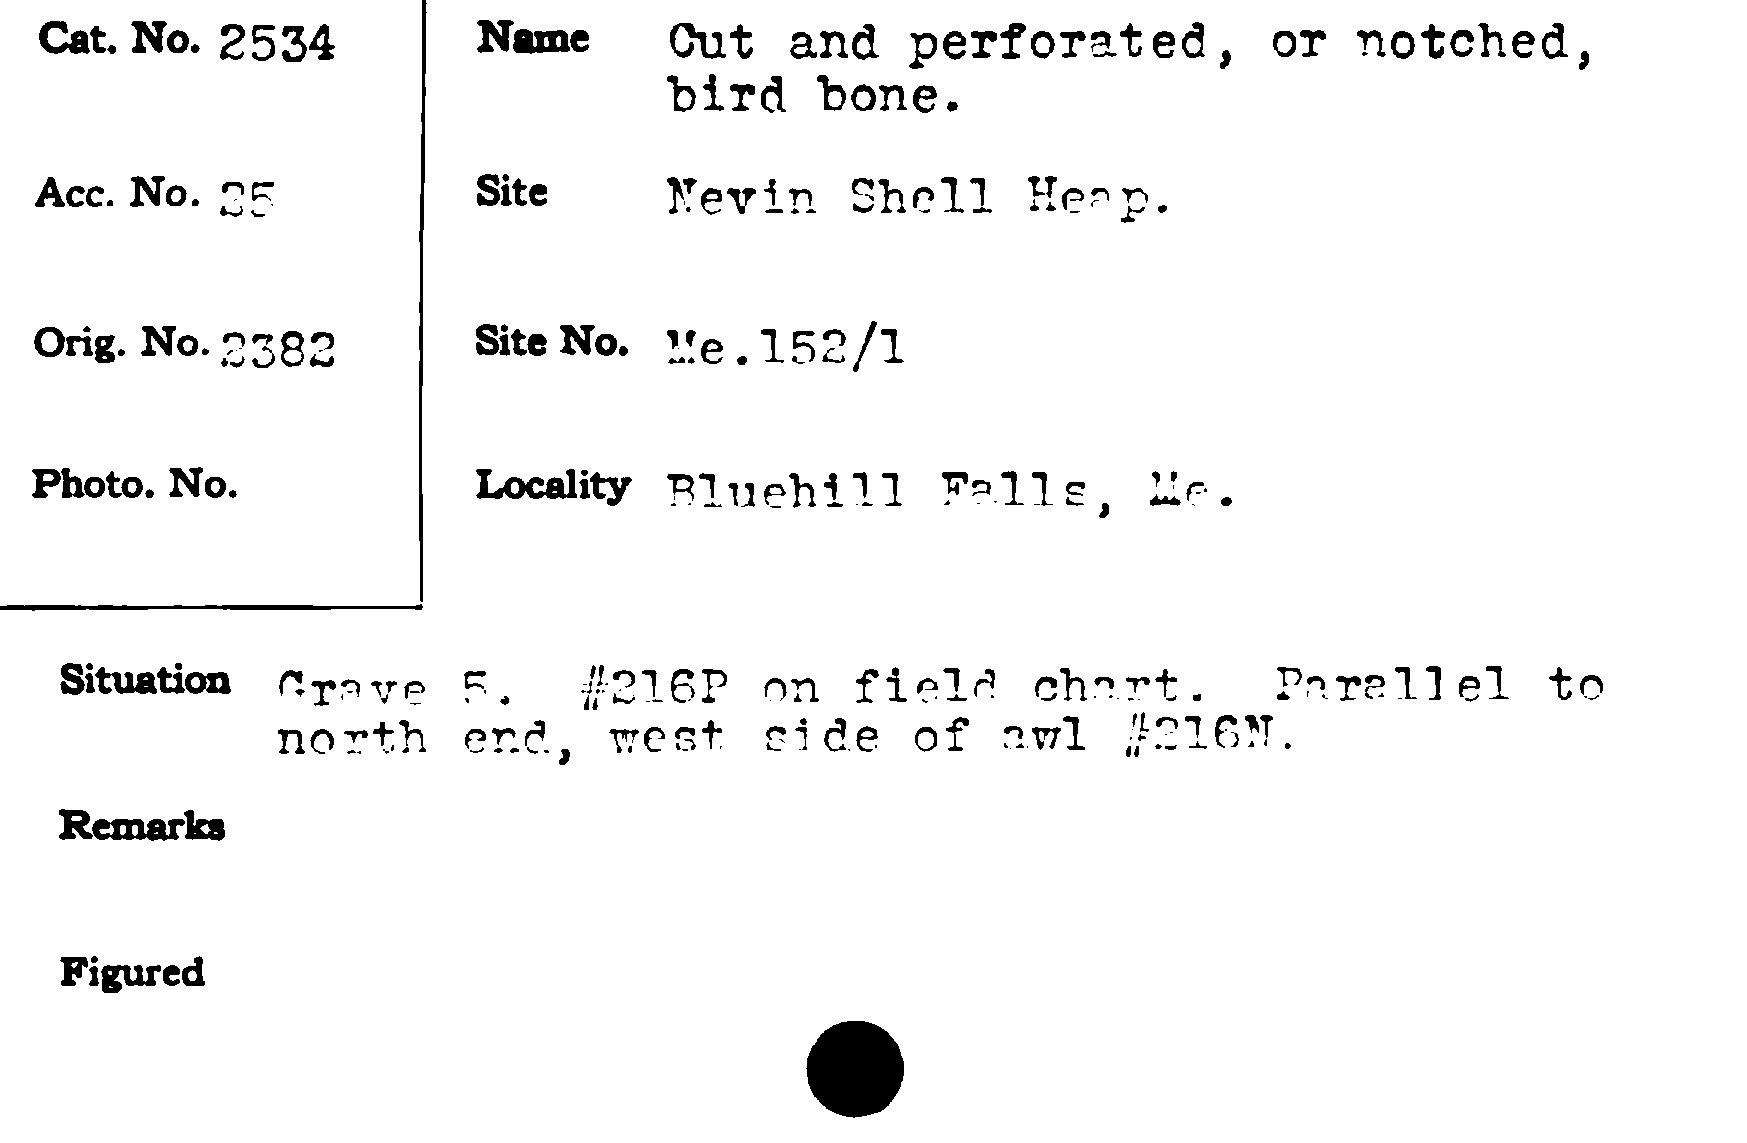 Cat. No. 2534
Name Cut and perforated, or notched,
bird bone.
Acc. No. 35
Site Nevin Shell Heap.
Orig. No. 2382
Site No. Me.152/1
Photo. No.
Locality Bluehill Falls, Me.
Situation Grave 5. #216P on field chart. Parallel to
north end, west side of awl #216N.
Remarks
Figured